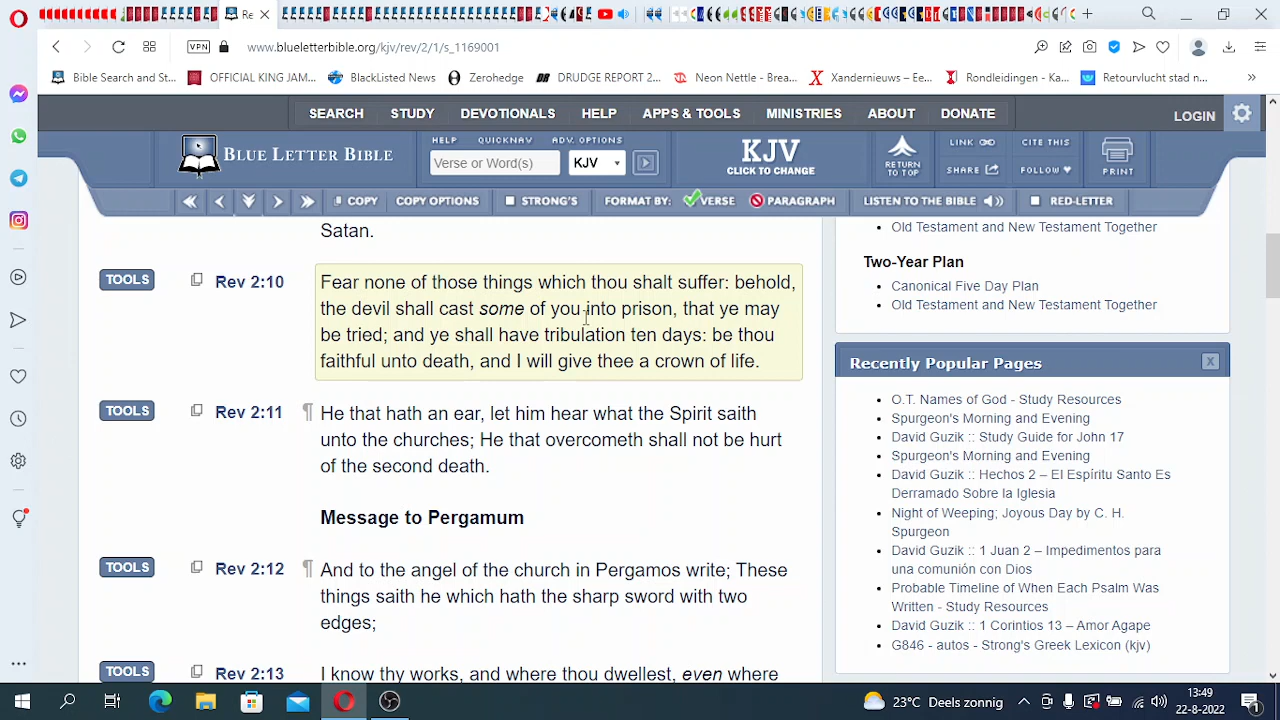 Re
www.blueletterbible.org/kjv/rev/2/1/s_1169001
VPN
Bible Search and St...
OFFICIAL KING JAM...
BlackListed News
Zerohedge
DRUDGE REPORT 2...
Neon Nettle - Brea...
Xandernieuws – Ee...
Rondleidingen - Ka...
Retourvlucht stad n...
SEARCH STUDY DEVOTIONALS HELP APPS & TOOLS MINISTRIES ABOUT DONATE
LOGIN
BLUE LETTER BIBLE
HELP QUICKNAV ADV. OPTIONS
Verse or Word(s)
KJV
KJV
CLICK TO CHANGE
RETURN
TO TOP
LINK
CITE THIS
SHARE
FOLLOW
PRINT
COPY COPY OPTIONS STRONG'S FORMAT BY: VERSE PARAGRAPH LISTEN TO THE BIBLE RED-LETTER
Satan.
TOOLS Rev 2:10
Fear none of those things which thou shalt suffer: behold,
the devil shall cast some of you into prison, that ye may
be tried; and ye shall have tribulation ten days: be thou
faithful unto death, and I will give thee a crown of life.
TOOLS Rev 2:11
¶ He that hath an ear, let him hear what the Spirit saith
unto the churches; He that overcometh shall not be hurt
of the second death.
Message to Pergamum
TOOLS Rev 2:12
¶ And to the angel of the church in Pergamos write; These
things saith he which hath the sharp sword with two
edges;
TOOLS Rev 2:13
I know thy works, and where thou dwellest, even where
Old Testament and New Testament Together
Two-Year Plan
Canonical Five Day Plan
Old Testament and New Testament Together
Recently Popular Pages
O.T. Names of God - Study Resources
Spurgeon's Morning and Evening
David Guzik :: Study Guide for John 17
Spurgeon's Morning and Evening
David Guzik :: Hechos 2 – El Espíritu Santo Es
Derramado Sobre la Iglesia
Night of Weeping; Joyous Day by C. H.
Spurgeon
David Guzik :: 1 Juan 2 – Impedimentos para
una comunión con Dios
Probable Timeline of When Each Psalm Was
Written - Study Resources
David Guzik :: 1 Corintios 13 – Amor Agape
G846 - autos - Strong's Greek Lexicon (kjv)
23°C Deels zonnig
13:49
22-8-2022